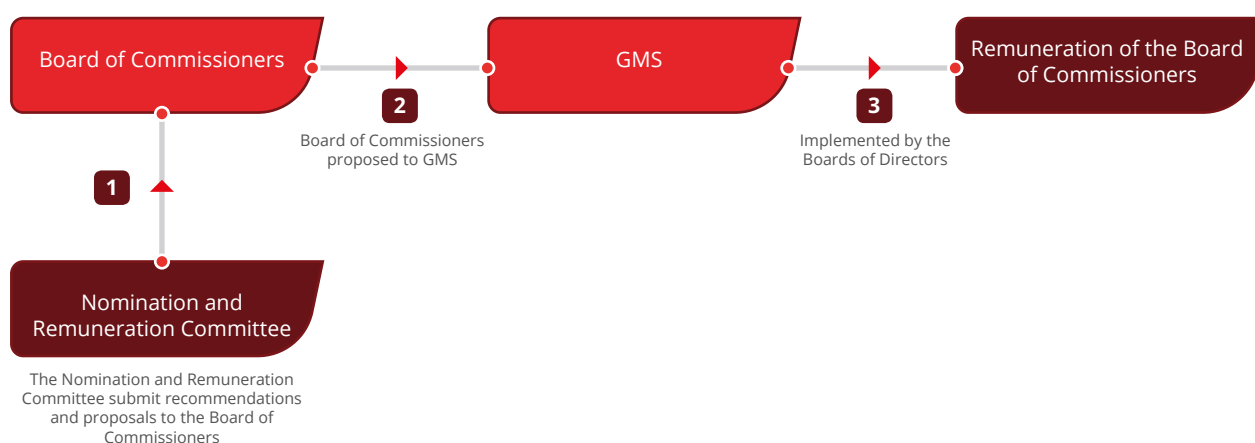 Board of Commissioners
GMS
Remuneration of the Board
of Commissioners
2
Board of Commissioners
proposed to GMS
3
Implemented by the
Boards of Directors
1
Nomination and
Remuneration Committee
The Nomination and Remuneration
Committee submit recommendations
and proposals to the Board of
Commissioners